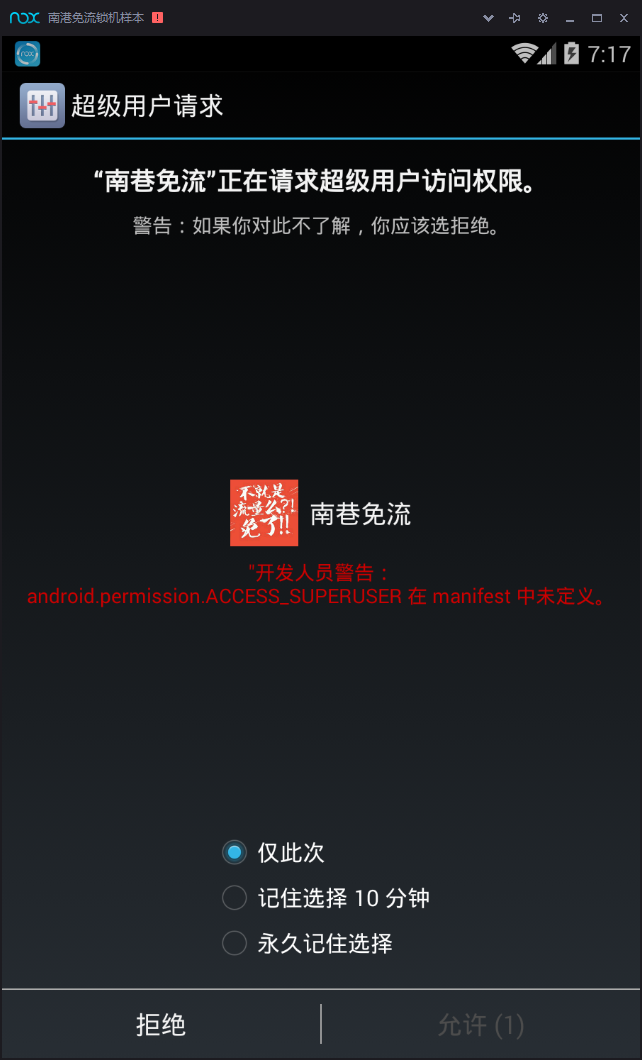 nox 南港免流锁机样本 !
nox
7:17
超级用户请求
“南巷免流”正在请求超级用户访问权限。
警告：如果你对此不了解，你应该选拒绝。
不就是
流量么?!
免了!!
南巷免流
"开发人员警告：
android.permission.ACCESS_SUPERUSER 在 manifest 中未定义。
仅此次
记住选择 10 分钟
永久记住选择
拒绝
允许 (1)